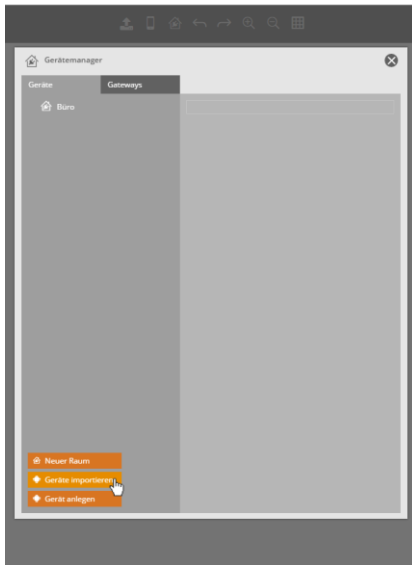 Gerätemanager
Geräte Gateways
Büro
Neuer Raum
Geräte importieren
Gerät anlegen